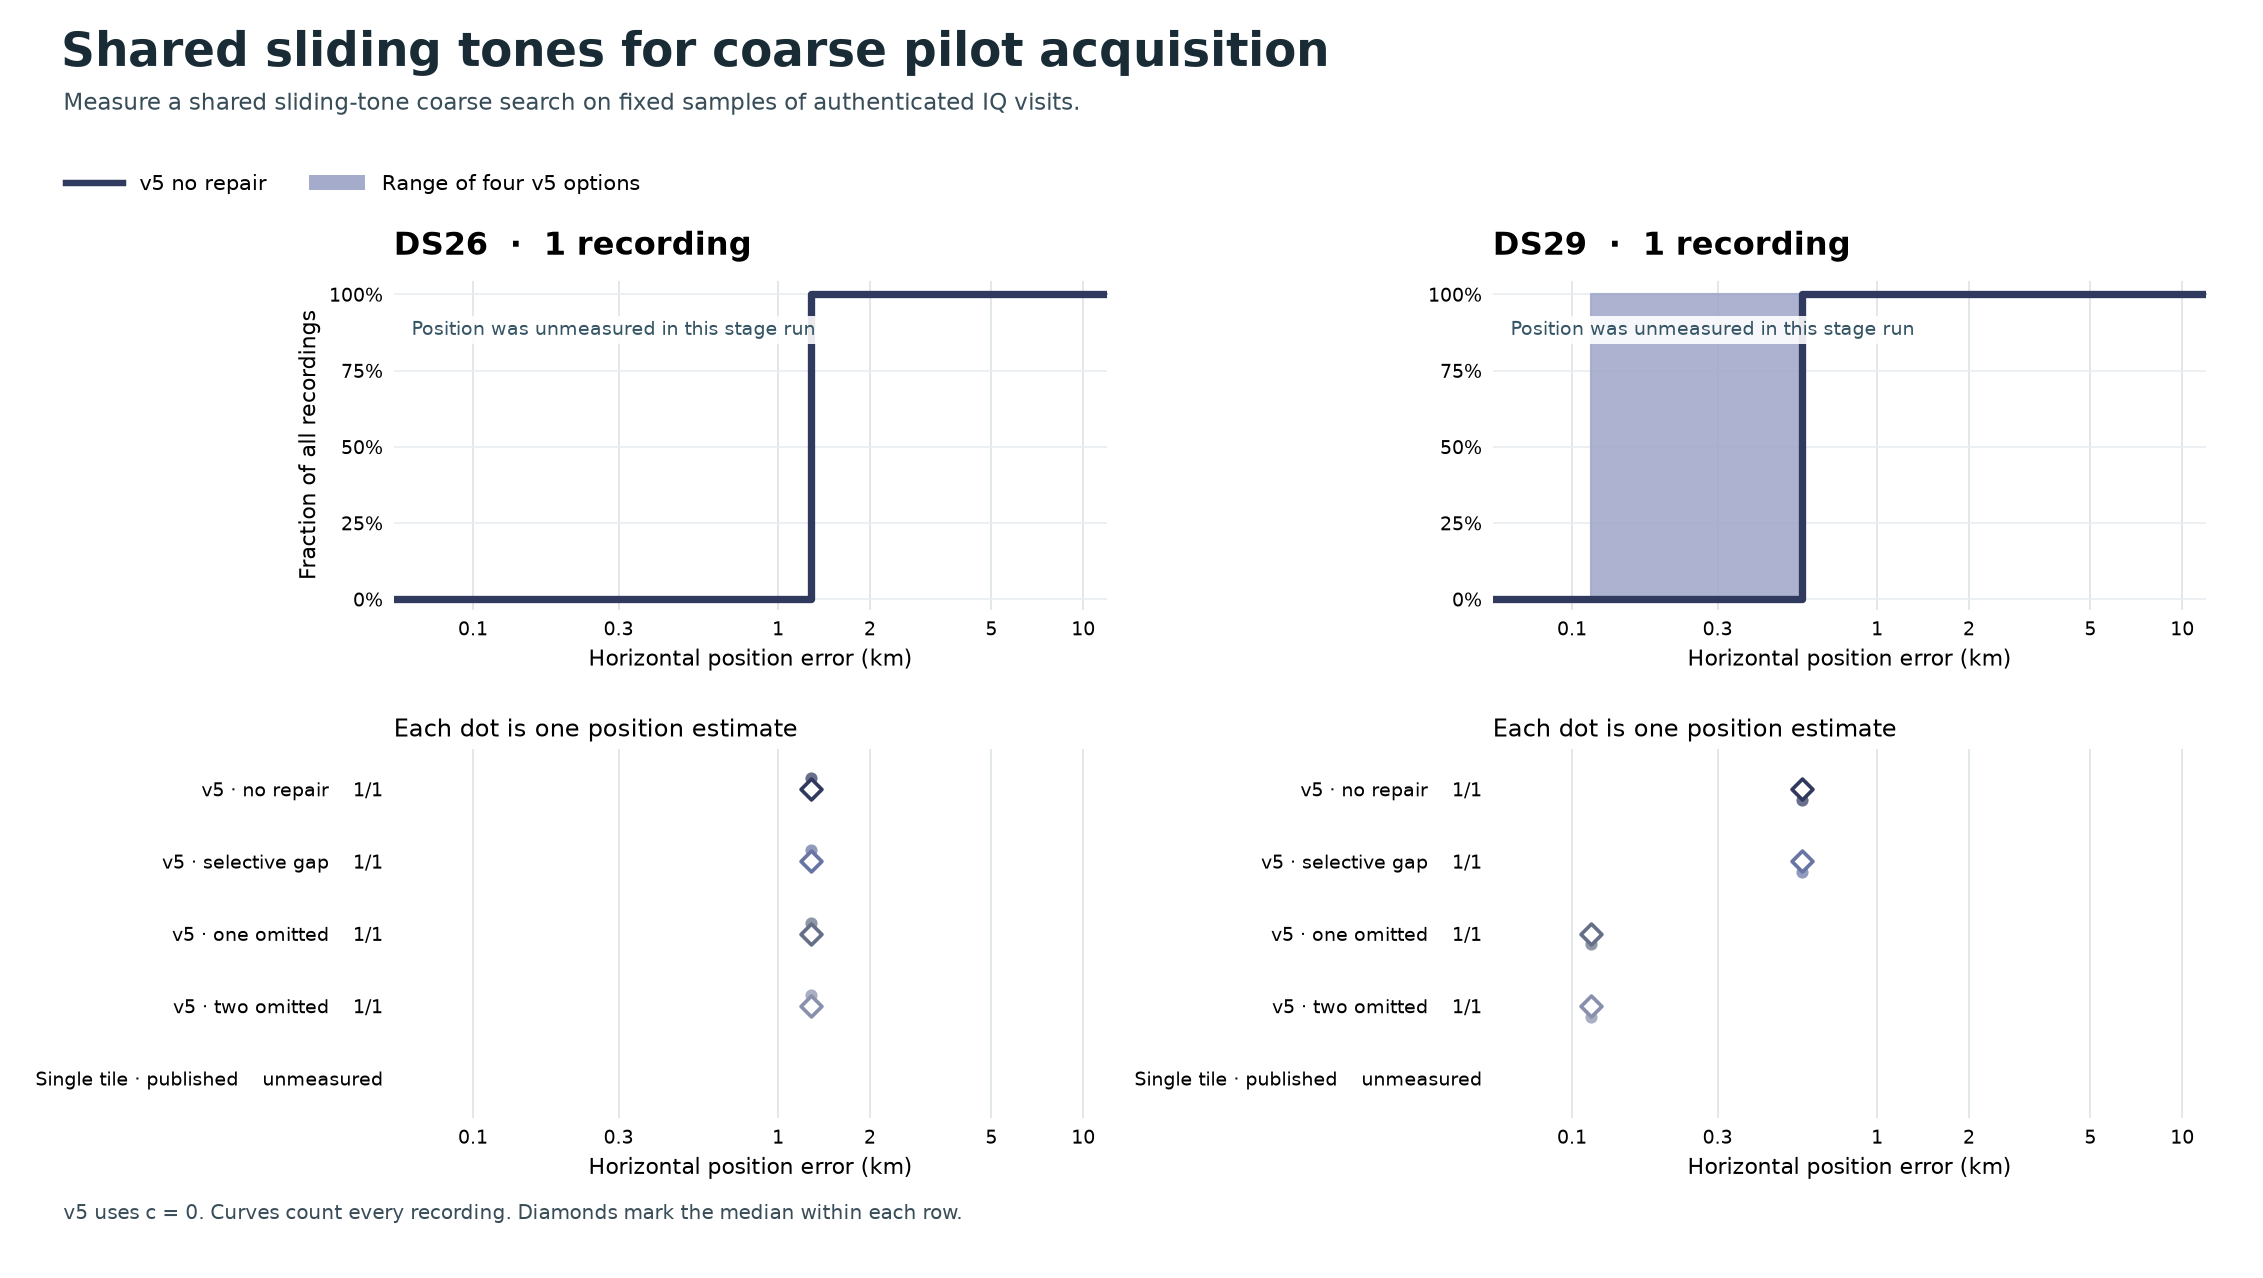 Shared sliding tones for coarse pilot acquisition
Measure a shared sliding-tone coarse search on fixed samples of authenticated IQ visits.
v5 no repair
Range of four v5 options
DS26 · 1 recording
Fraction of all recordings
100%
75%
50%
25%
0%
Position was unmeasured in this stage run
0.1 0.3 1 2 5 10
Horizontal position error (km)
DS29 · 1 recording
100%
75%
50%
25%
0%
Position was unmeasured in this stage run
0.1 0.3 1 2 5 10
Horizontal position error (km)
Each dot is one position estimate
v5 · no repair 1/1
v5 · selective gap 1/1
v5 · one omitted 1/1
v5 · two omitted 1/1
Single tile · published unmeasured
0.1 0.3 1 2 5 10
Horizontal position error (km)
Each dot is one position estimate
v5 · no repair 1/1
v5 · selective gap 1/1
v5 · one omitted 1/1
v5 · two omitted 1/1
Single tile · published unmeasured
0.1 0.3 1 2 5 10
Horizontal position error (km)
v5 uses c = 0. Curves count every recording. Diamonds mark the median within each row.